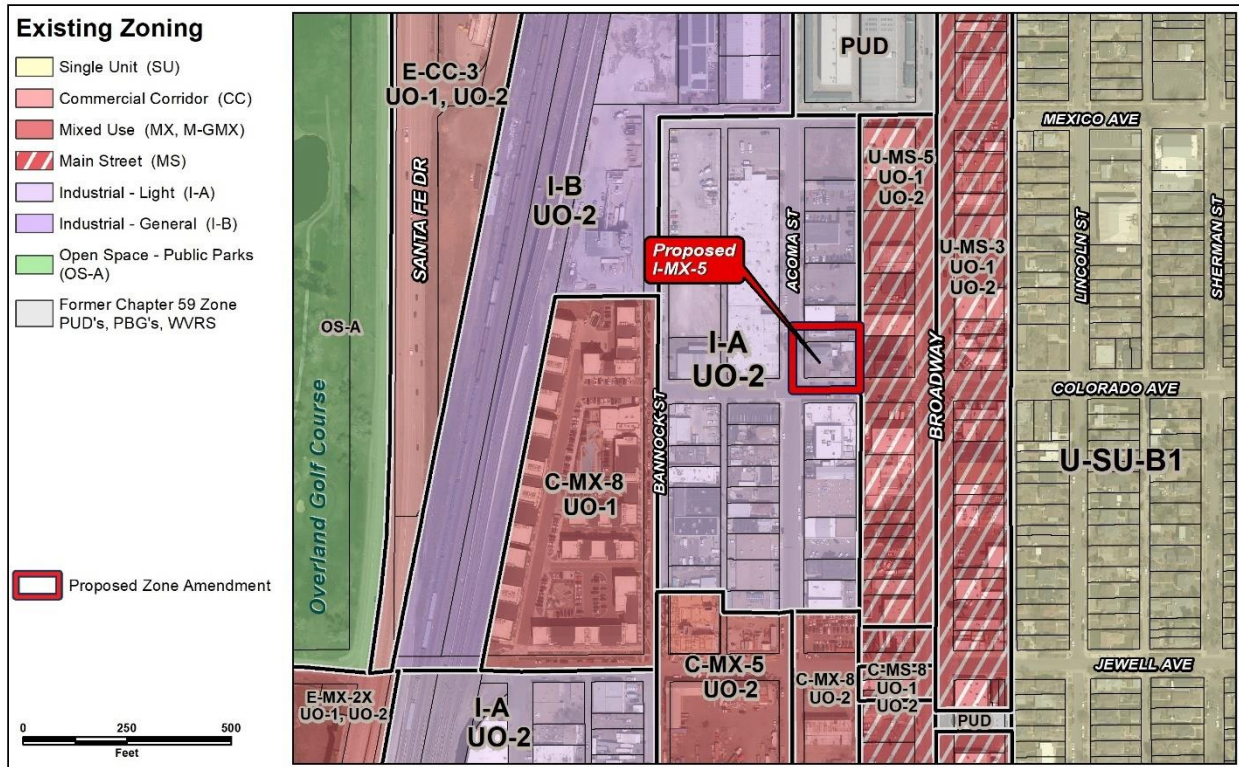 Existing Zoning
Single Unit (SU)
Commercial Corridor (CC)
Mixed Use (MX, M-GMX)
Main Street (MS)
Industrial - Light (I-A)
Industrial - General (I-B)
Open Space - Public Parks
(OS-A)
Former Chapter 59 Zone
PUD's, PBG's, WVRS
Proposed Zone Amendment
0 250 500
Feet
E-CC-3
UO-1, UO-2
SANTA FE DR
OS-A
Overland Golf Course
I-B
UO-2
PUD
MEXICO AVE
U-MS-5
UO-1
UO-2
U-MS-3
UO-1
UO-2
ACOMA ST
LINCOLN ST
SHERMAN ST
Proposed
I-MX-5
I-A
UO-2
BROADWAY
COLORADO AVE
BANNOCK ST
C-MX-8
UO-1
U-SU-B1
JEWELL AVE
E-MX-2X
UO-1, UO-2
I-A
UO-2
C-MX-5
UO-2
C-MX-8
UO-2
C-MS-8
UO-1
UO-2
PUD